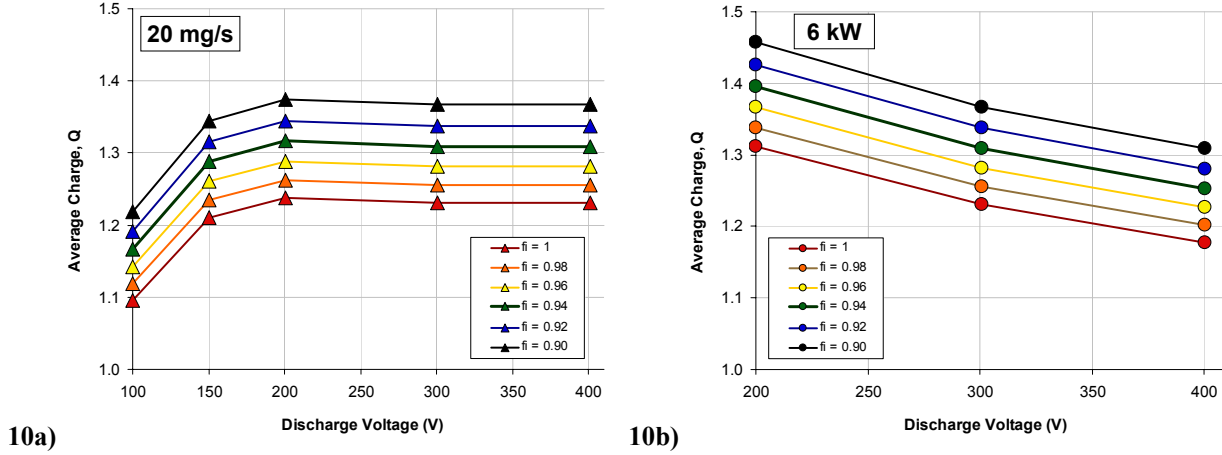 20 mg/s
Average Charge, Q
1.5
1.4
1.3
1.2
1.1
1.0
100 150 200 250 300 350 400
Discharge Voltage (V)
fi = 1
fi = 0.98
fi = 0.96
fi = 0.94
fi = 0.92
fi = 0.90
10a)
6 kW
Average Charge, Q
1.5
1.4
1.3
1.2
1.1
1.0
200 250 300 350 400
Discharge Voltage (V)
fi = 1
fi = 0.98
fi = 0.96
fi = 0.94
fi = 0.92
fi = 0.90
10b)